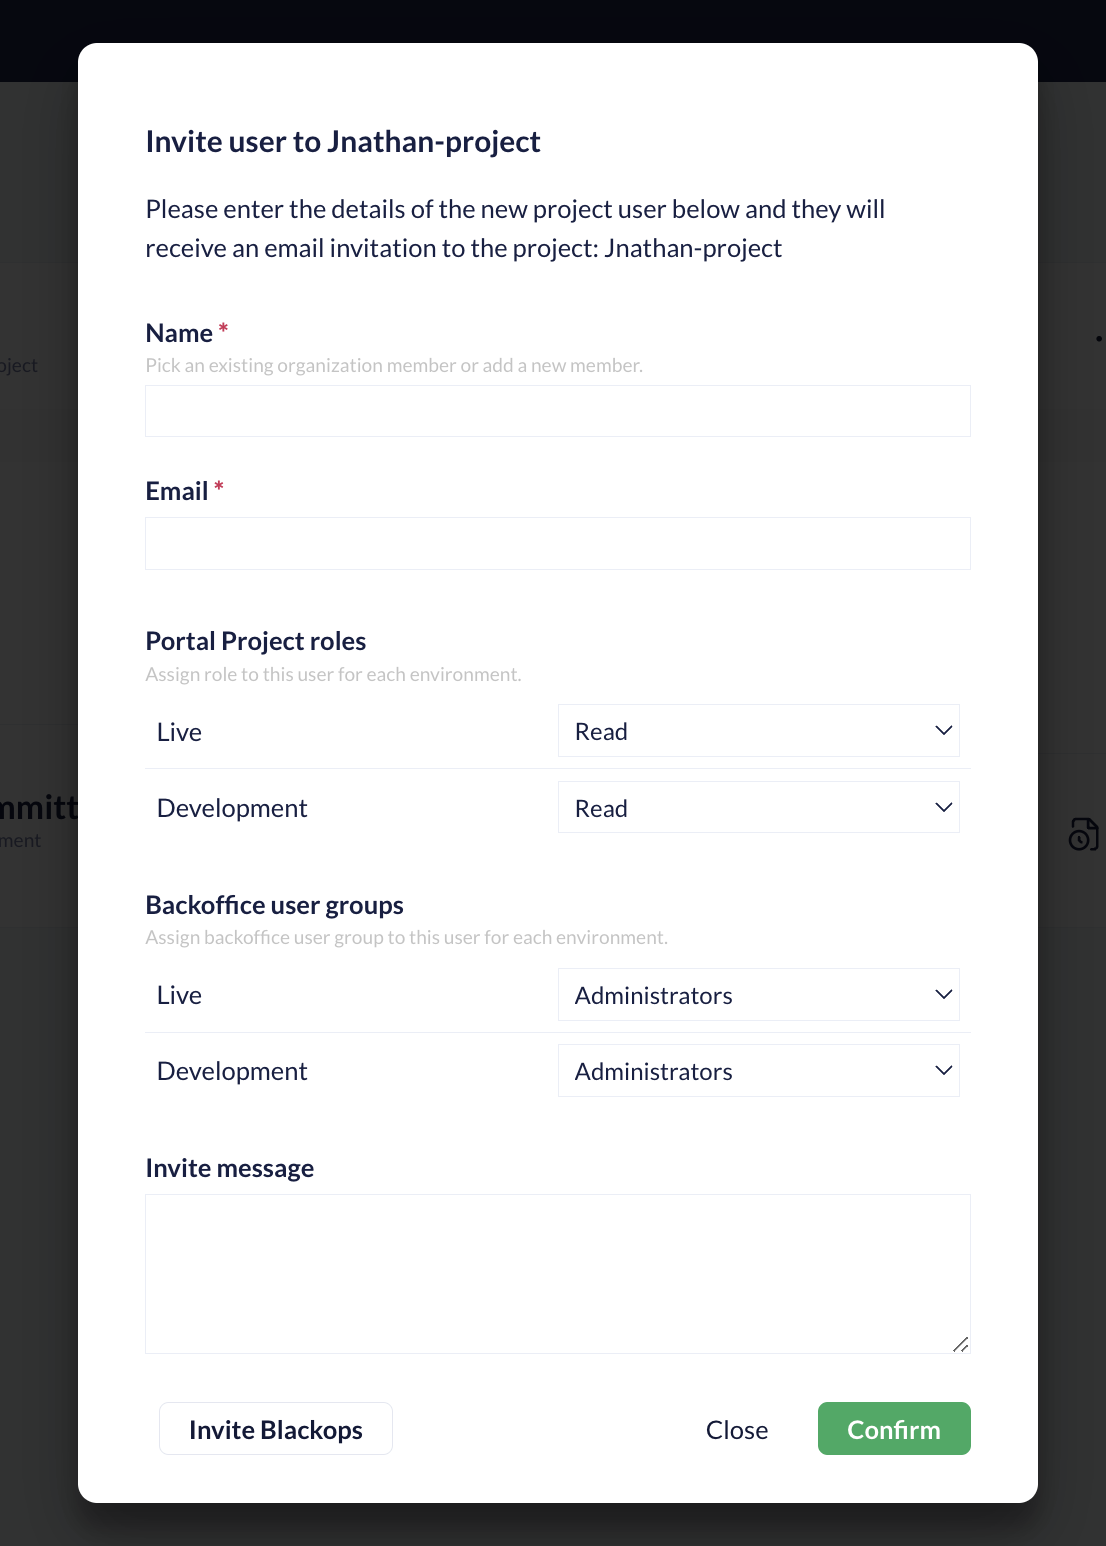 Invite user to Jnathan-project
Please enter the details of the new project user below and they will
receive an email invitation to the project: Jnathan-project
Name *
Pick an existing organization member or add a new member.
Email *
Portal Project roles
Assign role to this user for each environment.
Live
Read
Development
Read
Backoffice user groups
Assign backoffice user group to this user for each environment.
Live
Administrators
Development
Administrators
Invite message
Invite Blackops
Close
Confirm